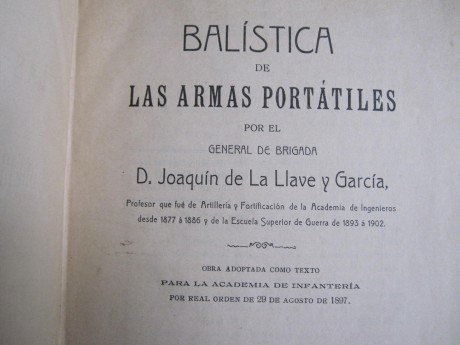 BALÍSTICA
DE
LAS ARMAS PORTÁTILES
POR EL
GENERAL DE BRIGADA
D. Joaquín de La Llave y García,
Profesor que fué de Artillería y Fortificación de la Academia de Ingenieros
desde 1877 á 1886 y de la Escuela Superior de Guerra de 1893 á 1902.
OBRA ADOPTADA COMO TEXTO
PARA LA ACADEMIA DE INFANTERÍA
POR REAL ORDEN DE 29 DE AGOSTO DE 1897.